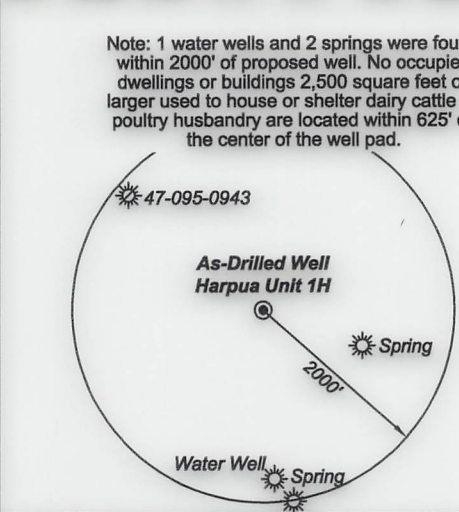 Note: 1 water wells and 2 springs were fou
within 2000' of proposed well. No occupie
dwellings or buildings 2,500 square feet o
larger used to house or shelter dairy cattle
poultry husbandry are located within 625'
the center of the well pad.
47-095-0943
As-Drilled Well
Harpua Unit 1H
Spring
2000'
Water Well
Spring